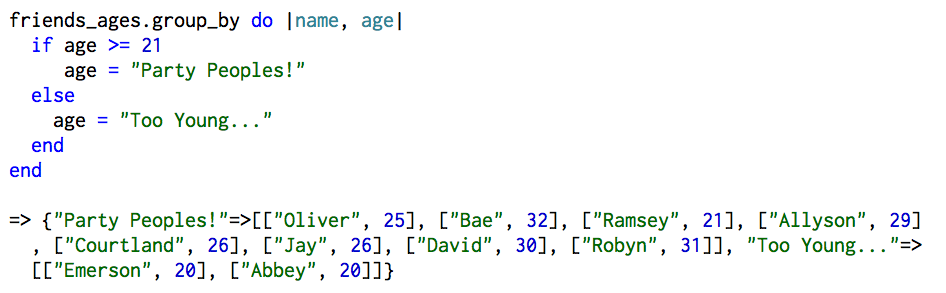 friends_ages.group_by do |name, age|
  if age >= 21
     age = "Party Peoples!"
  else
    age = "Too Young..."
  end
end

=> {"Party Peoples!"=>[["Oliver", 25], ["Bae", 32], ["Ramsey", 21], ["Allyson", 29]
  , ["Courtland", 26], ["Jay", 26], ["David", 30], ["Robyn", 31]], "Too Young..."=>
  [["Emerson", 20], ["Abbey", 20]]}